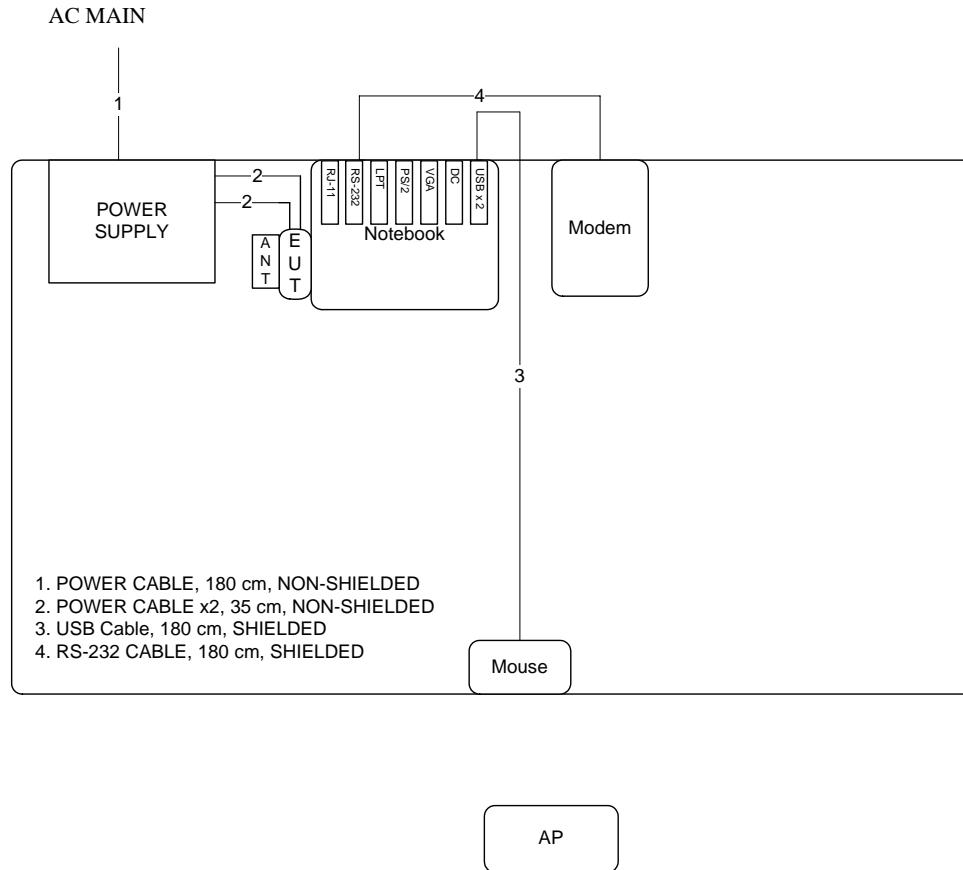 AC MAIN
1
4
2
2
POWER
SUPPLY
A
N
T
E
U
T
RJ-11
RS-232
LPT
PS/2
VGA
DC
USB x 2
Notebook
Modem
3
1. POWER CABLE, 180 cm, NON-SHIELDED
2. POWER CABLE x2, 35 cm, NON-SHIELDED
3. USB Cable, 180 cm, SHIELDED
4. RS-232 CABLE, 180 cm, SHIELDED
Mouse
AP